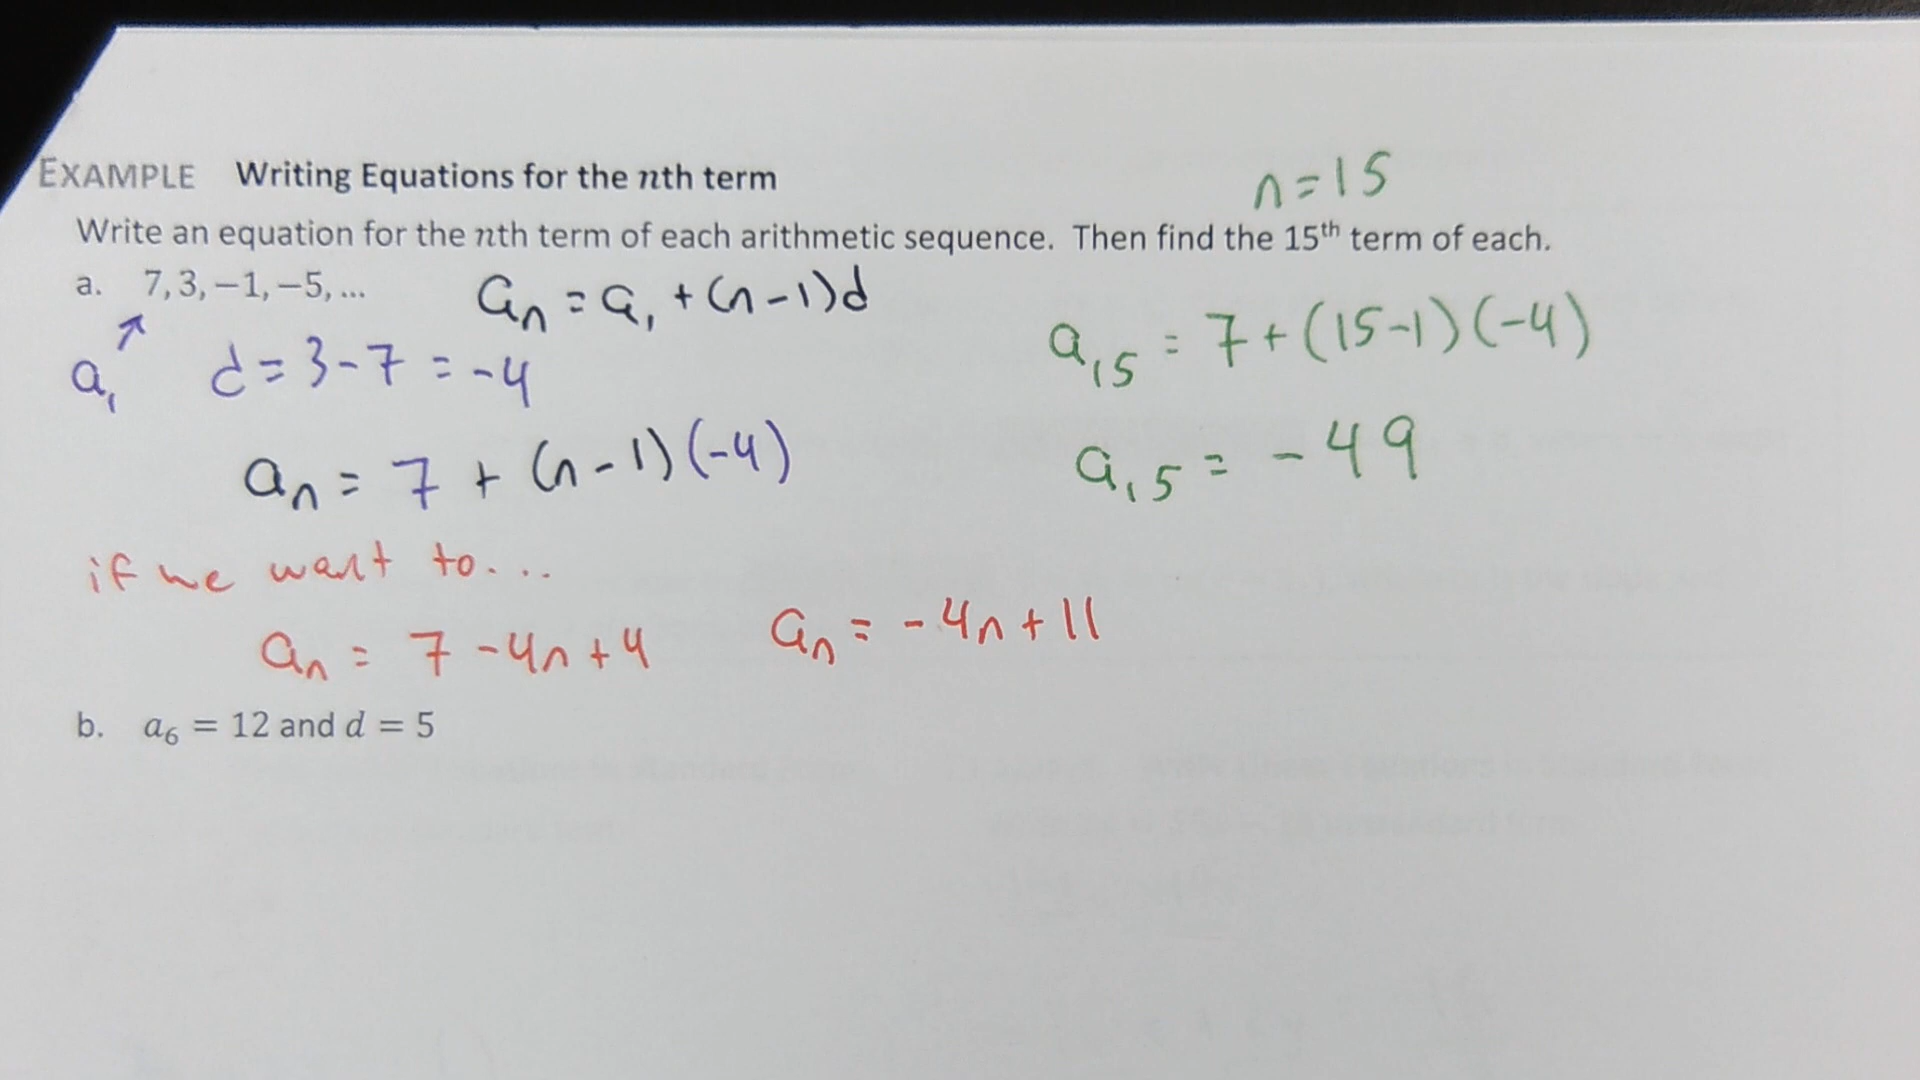 EXAMPLE Writing Equations for the nth term
n = 15
Write an equation for the nth term of each arithmetic sequence. Then find the 15th term of each.
a. 7, 3, −1, −5, ...
aₙ = a₁ + (n − 1)d
a₁
d = 3 − 7 = −4
aₙ = 7 + (n − 1)(−4)
a₁₅ = 7 + (15 − 1)(−4)
a₁₅ = −49
if we want to...
aₙ = 7 − 4n + 4
aₙ = −4n + 11
b. a₆ = 12 and d = 5